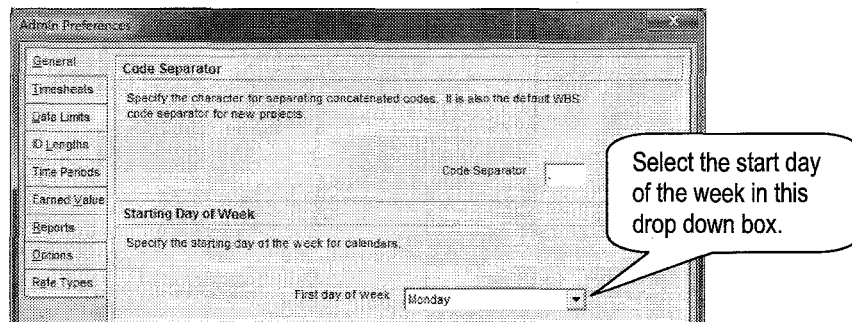 Admin Preferences
General
Timesheets
Data Limits
ID Lengths
Time Periods
Earned Value
Reports
Options
Rate Types
Code Separator
Specify the character for separating concatenated codes. It is also the default WBS
code separator for new projects.
Code Separator .
Starting Day of Week
Specify the starting day of the week for calendars.
First day of week Monday
Select the start day
of the week in this
drop down box.